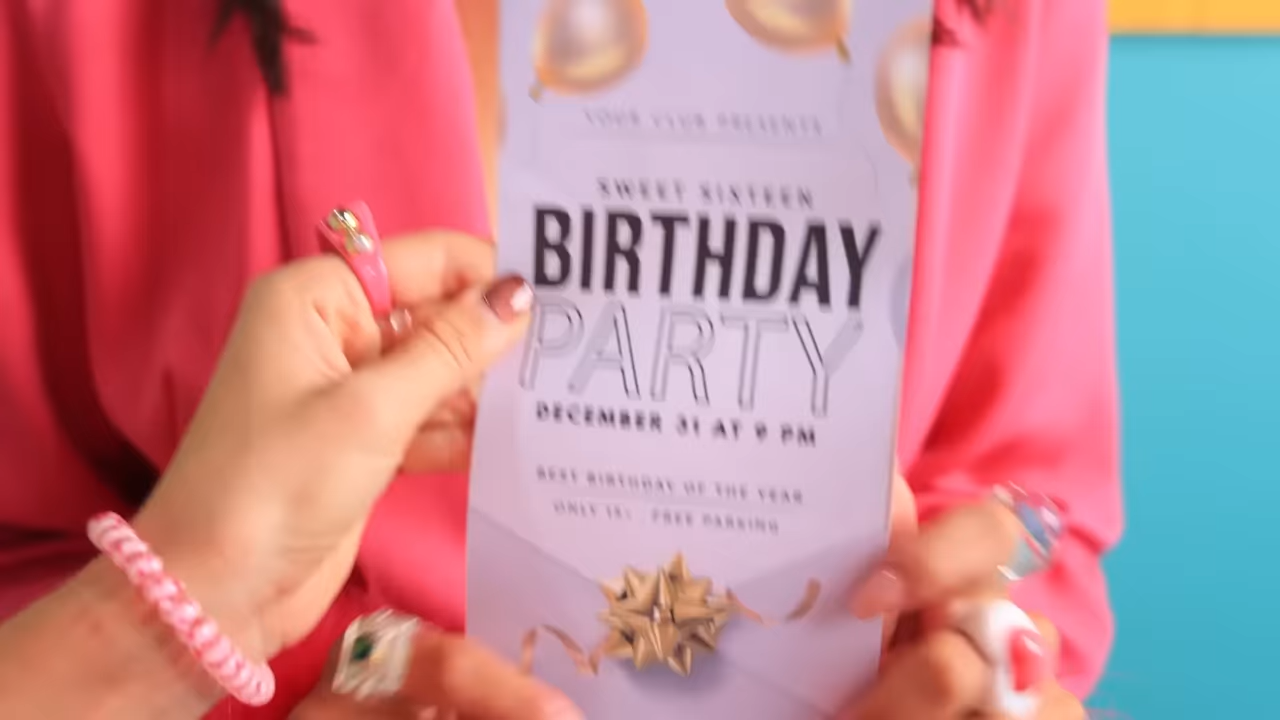 YOUR CLUB PRESENTS
SWEET SIXTEEN
BIRTHDAY
PARTY
DECEMBER 31 AT 9 PM
BEST BIRTHDAY OF THE YEAR
ONLY FREE PARKING